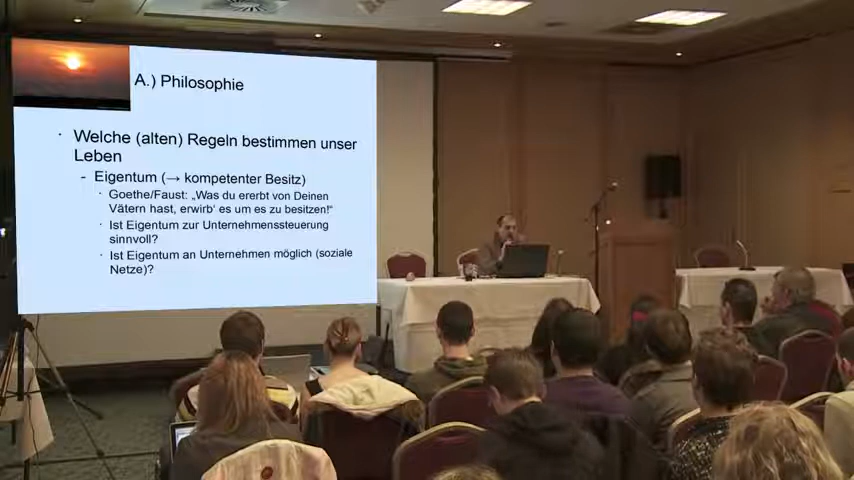 A.) Philosophie
· Welche (alten) Regeln bestimmen unser
Leben
- Eigentum (→ kompetenter Besitz)
· Goethe/Faust: „Was du ererbt von Deinen
Vätern hast, erwirb‘ es um es zu besitzen!“
· Ist Eigentum zur Unternehmenssteuerung
sinnvoll?
· Ist Eigentum an Unternehmen möglich (soziale
Netze)?